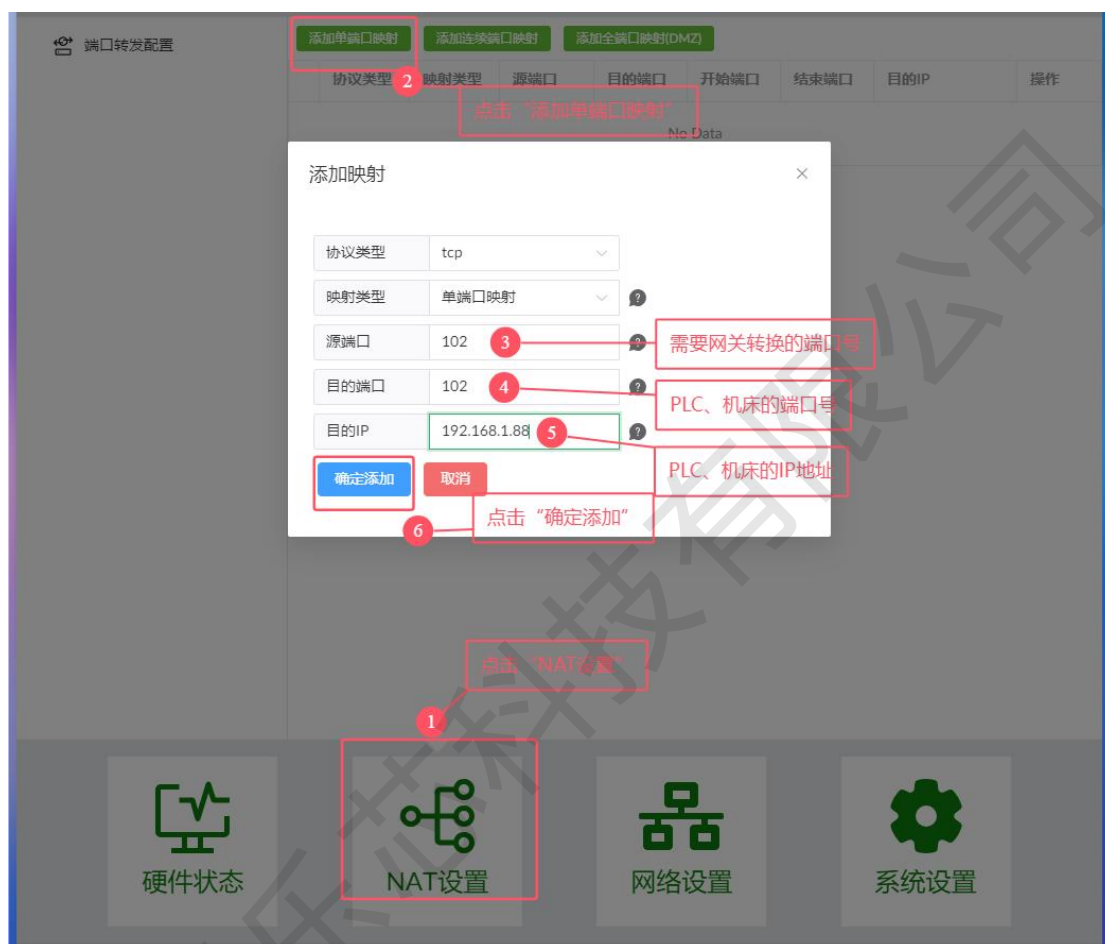 端口转发配置
添加单端口映射 添加连续端口映射 添加全端口映射(DMZ)
协议类型 2 映射类型 源端口 目的端口 开始端口 结束端口 目的IP 操作
点击“添加单端口映射”
No Data
添加映射 ×
协议类型 tcp
映射类型 单端口映射 ?
源端口 102 3 ? 需要网关转换的端口号
目的端口 102 4 ? PLC、机床的端口号
目的IP 192.168.1.88 5 ? PLC、机床的IP地址
确定添加 取消
6 点击“确定添加”
点击“NAT设置”
1
硬件状态 NAT设置 网络设置 系统设置
乐芯科技有限公司